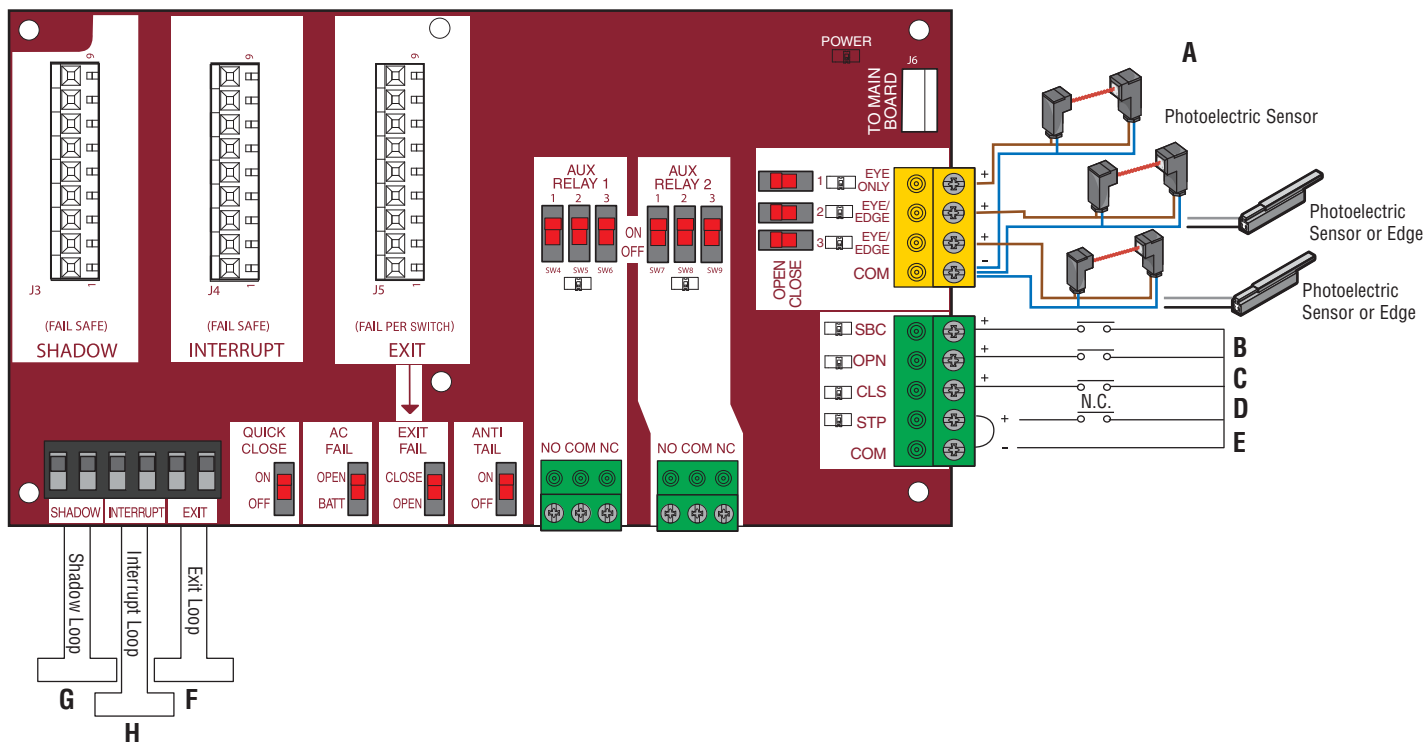 9
1
J3
(FAIL SAFE)
SHADOW
9
1
J4
(FAIL SAFE)
INTERRUPT
9
1
J5
(FAIL PER SWITCH)
EXIT
POWER
J6
TO MAIN
BOARD
A
Photoelectric Sensor
AUX
RELAY 1
1 2 3
SW4 SW5 SW6
ON
OFF
AUX
RELAY 2
1 2 3
SW7 SW8 SW9
1 EYE
ONLY
2 EYE/
EDGE
3 EYE/
EDGE
COM
OPEN
CLOSE
+
+
+
-
Photoelectric
Sensor or Edge
Photoelectric
Sensor or Edge
SBC
OPN
CLS
STP
COM
+
+
+
N.C.
+
-
B
C
D
E
QUICK
CLOSE
ON
OFF
AC
FAIL
OPEN
BATT
EXIT
FAIL
CLOSE
OPEN
ANTI
TAIL
ON
OFF
NO COM NC
NO COM NC
SHADOW
INTERRUPT
EXIT
Shadow Loop
Interrupt Loop
Exit Loop
G
F
H